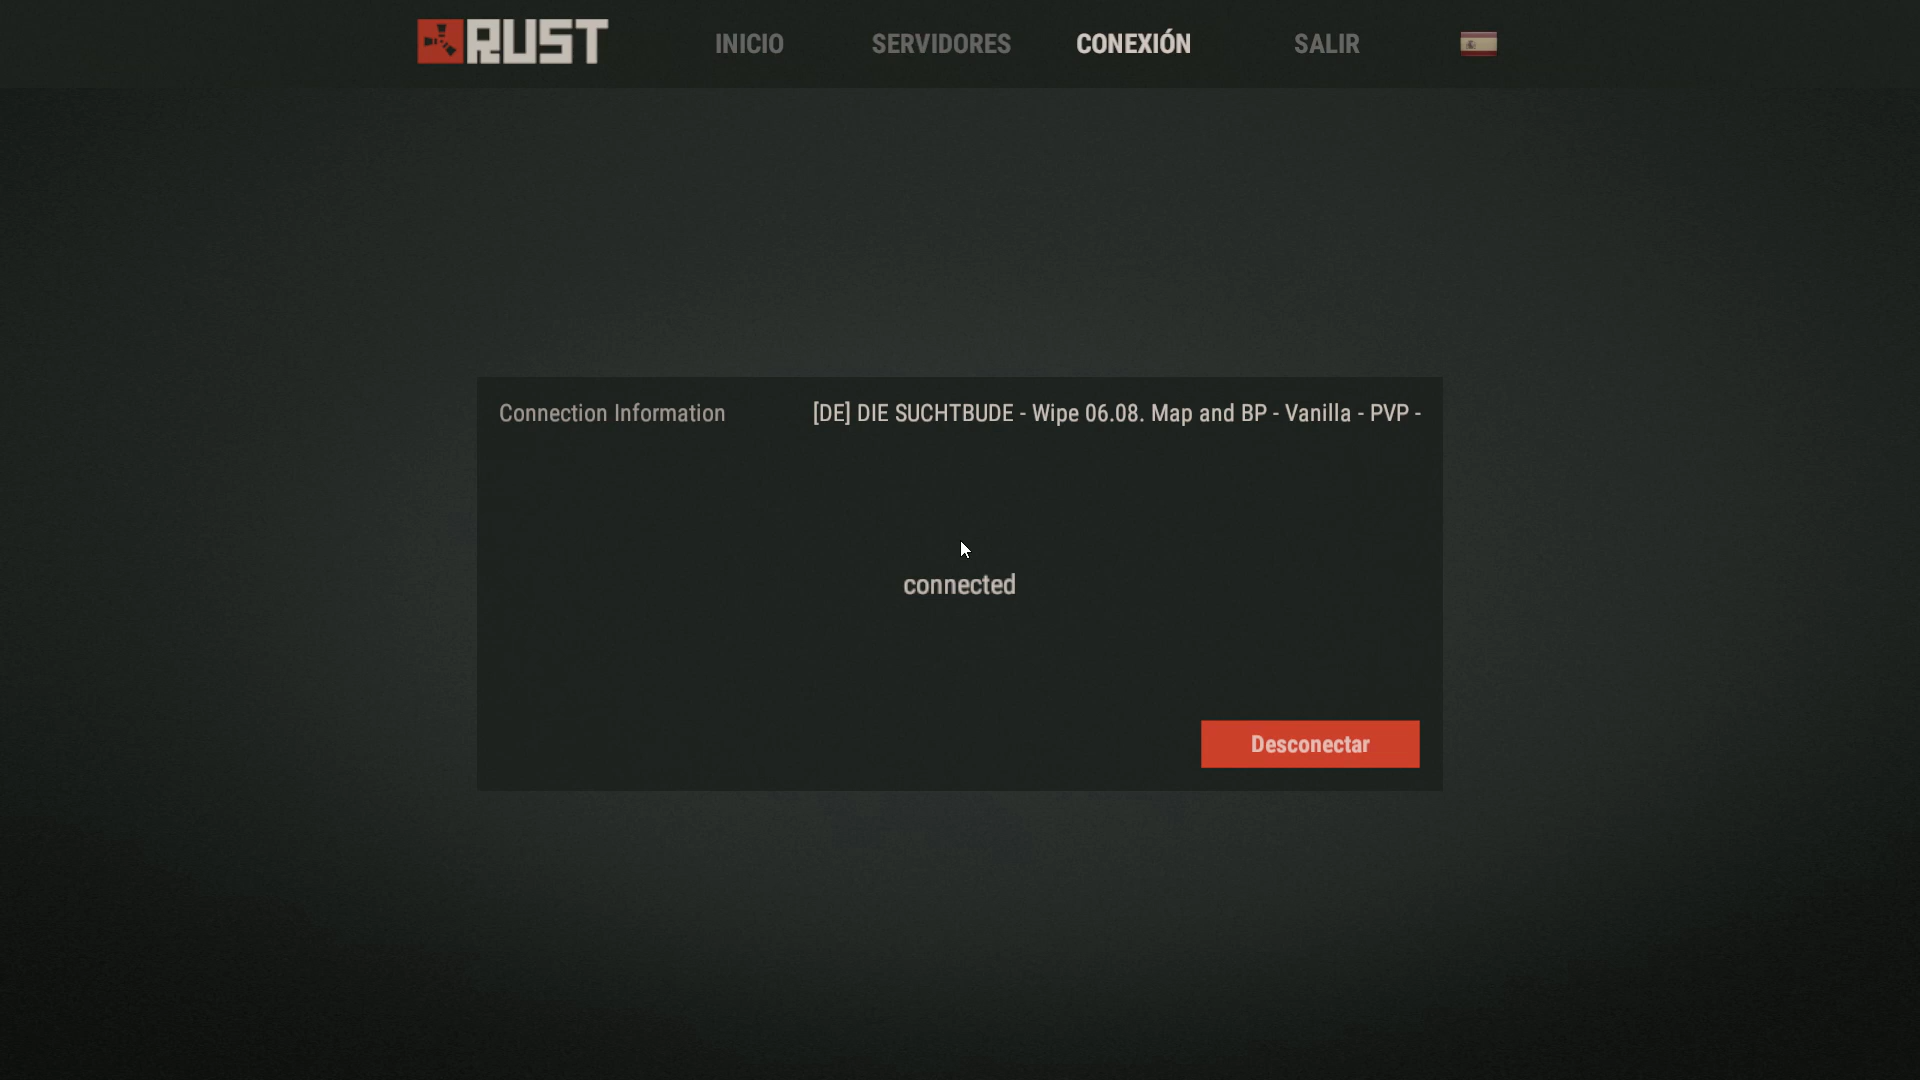 RUST INICIO SERVIDORES CONEXIÓN SALIR
Connection Information [DE] DIE SUCHTBUDE - Wipe 06.08. Map and BP - Vanilla - PVP -
connected
Desconectar